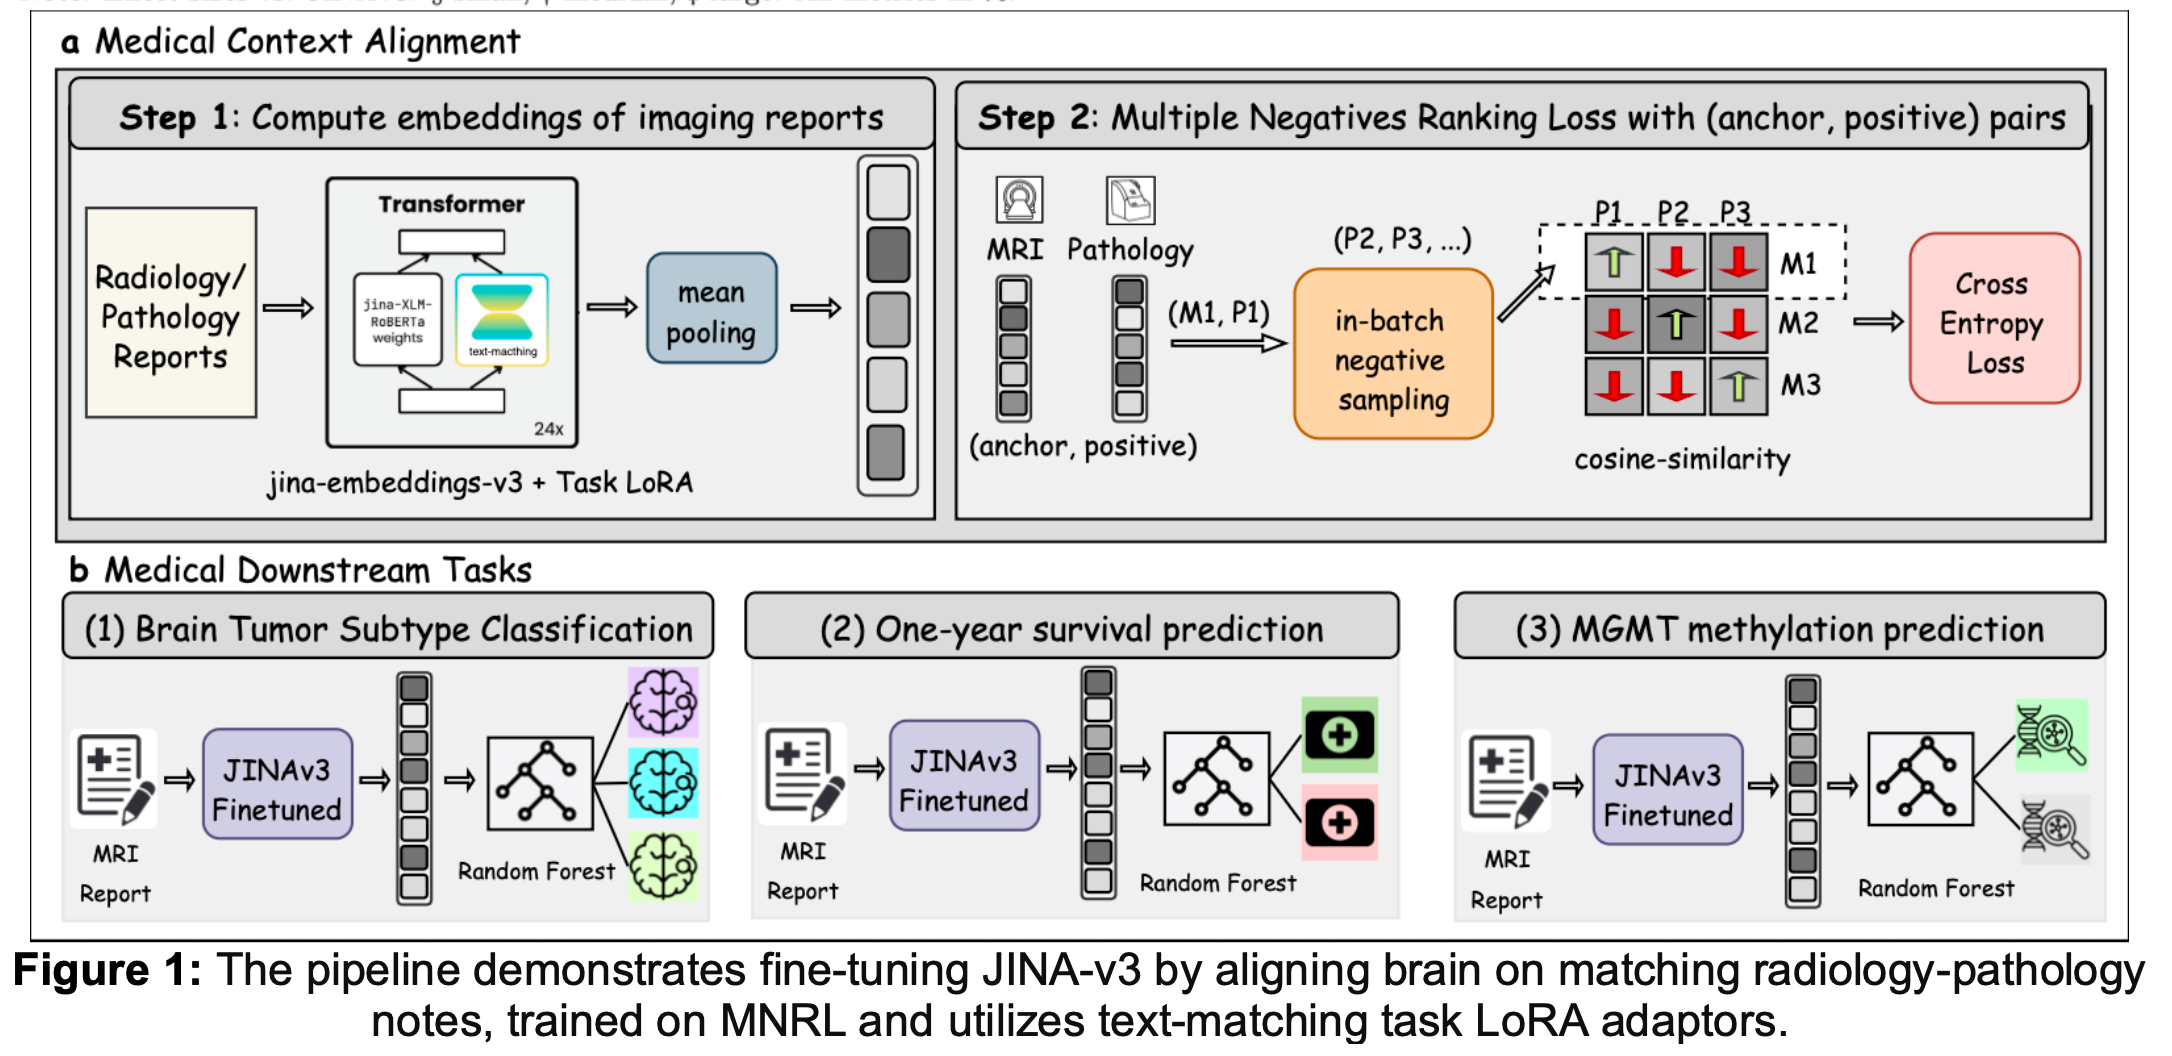 a Medical Context Alignment
Step 1: Compute embeddings of imaging reports
Radiology/
Pathology
Reports
Transformer
jina-XLM-
RoBERTa
weights
text-macthing
24x
jina-embeddings-v3 + Task LoRA
mean
pooling
Step 2: Multiple Negatives Ranking Loss with (anchor, positive) pairs
MRI
Pathology
(anchor, positive)
(M1, P1)
(P2, P3, ...)
in-batch
negative
sampling
P1 P2 P3
M1
M2
M3
cosine-similarity
Cross
Entropy
Loss
b Medical Downstream Tasks
(1) Brain Tumor Subtype Classification
MRI
Report
JINAv3
Finetuned
Random Forest
(2) One-year survival prediction
MRI
Report
JINAv3
Finetuned
Random Forest
(3) MGMT methylation prediction
MRI
Report
JINAv3
Finetuned
Random Forest
Figure 1: The pipeline demonstrates fine-tuning JINA-v3 by aligning brain on matching radiology-pathology
notes, trained on MNRL and utilizes text-matching task LoRA adaptors.